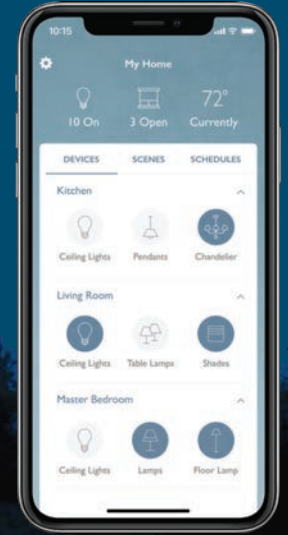 10:15
My Home
10 On 3 Open 72° Currently
DEVICES SCENES SCHEDULES
Kitchen
Ceiling Lights Pendants Chandelier
Living Room
Ceiling Lights Table Lamps Shades
Master Bedroom
Ceiling Lights Lamps Floor Lamp